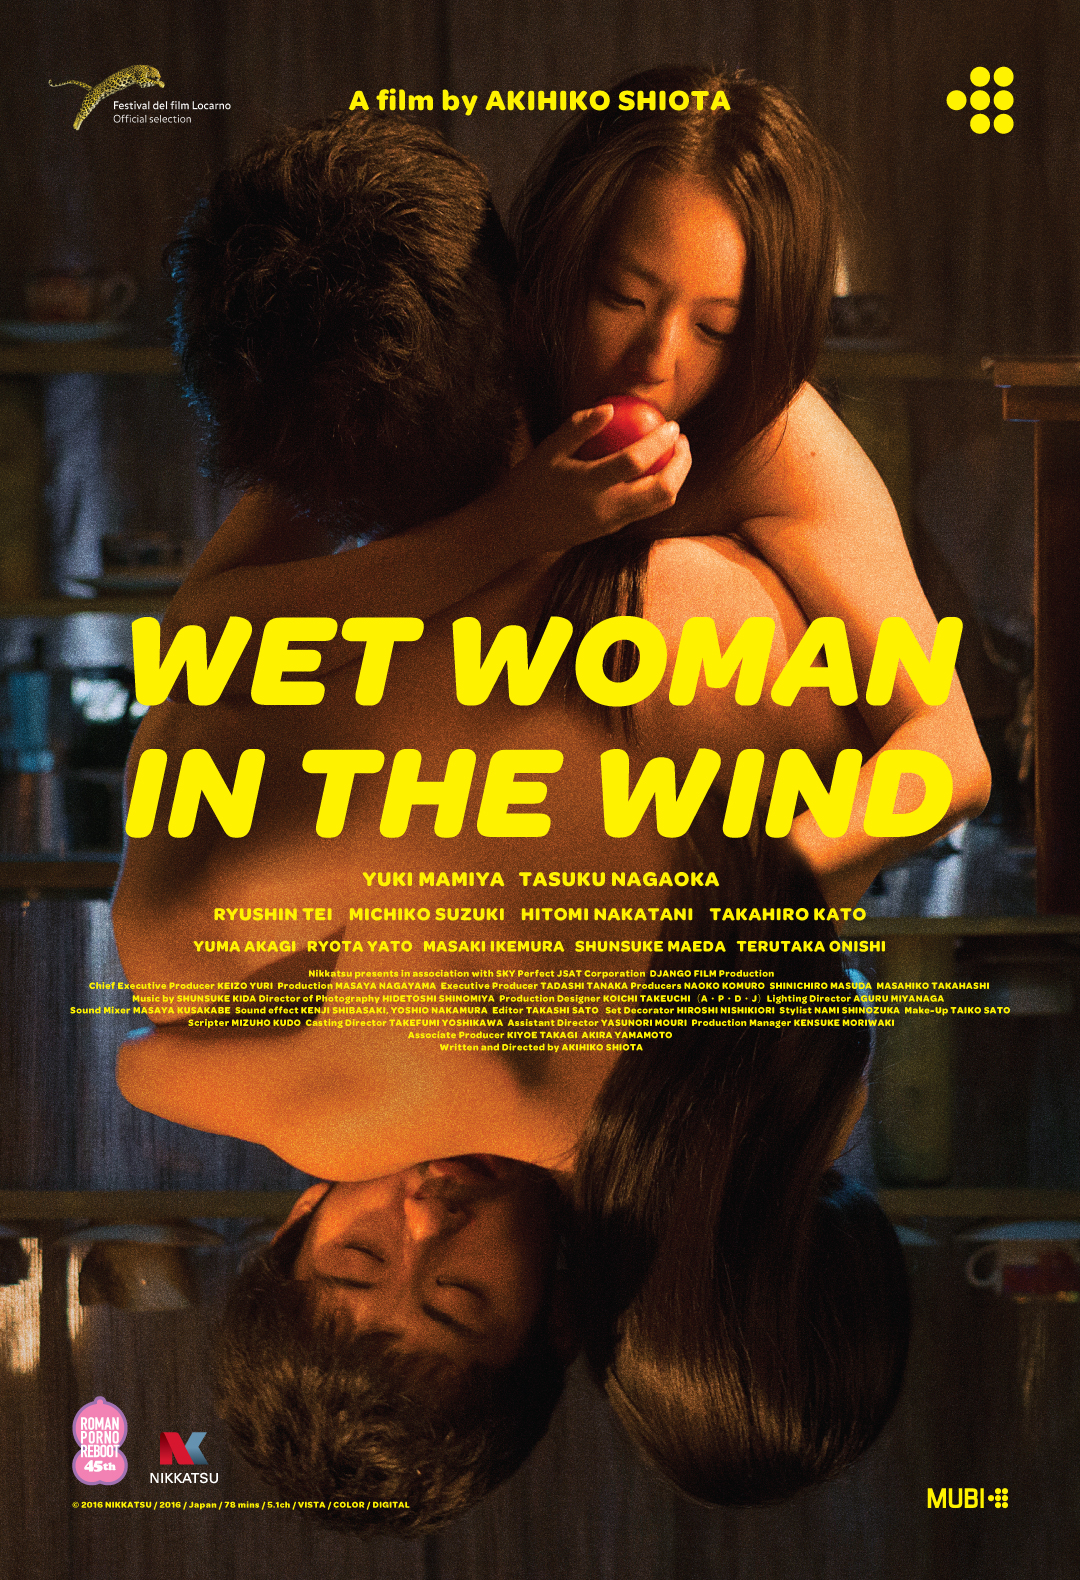 Festival del film Locarno
Official selection
A film by AKIHIKO SHIOTA
WET WOMAN
IN THE WIND
YUKI MAMIYA TASUKU NAGAOKA
RYUSHIN TEI MICHIKO SUZUKI HITOMI NAKATANI TAKAHIRO KATO
YUMA AKAGI RYOTA YATO MASAKI IKEMURA SHUNSUKE MAEDA TERUTAKA ONISHI
Nikkatsu presents in association with SKY Perfect JSAT Corporation DJANGO FILM Production
Chief Executive Producer KEIZO YURI Production MASAYA NAGAYAMA Executive Producer TADASHI TANAKA Producers NAOKO KOMURO SHINICHIRO MASUDA MASAHIKO TAKAHASHI
Music by SHUNSUKE KIDA Director of Photography HIDETOSHI SHINOMIYA Production Designer KOICHI TAKEUCHI （A・P・D・J） Lighting Director AGURU MIYANAGA
Sound Mixer MASAYA KUSAKABE Sound effect KENJI SHIBASAKI, YOSHIO NAKAMURA Editor TAKASHI SATO Set Decorator HIROSHI NISHIKIORI Stylist NAMI SHINOZUKA Make-Up TAIKO SATO
Scripter MIZUHO KUDO Casting Director TAKEFUMI YOSHIKAWA Assistant Director YASUNORI MOURI Production Manager KENSUKE MORIWAKI
Associate Producer KIYOE TAKAGI AKIRA YAMAMOTO
Written and Directed by AKIHIKO SHIOTA
ROMAN
PORNO
REBOOT
45th
NIKKATSU
© 2016 NIKKATSU / 2016 / Japan / 78 mins / 5.1ch / VISTA / COLOR / DIGITAL
MUBI